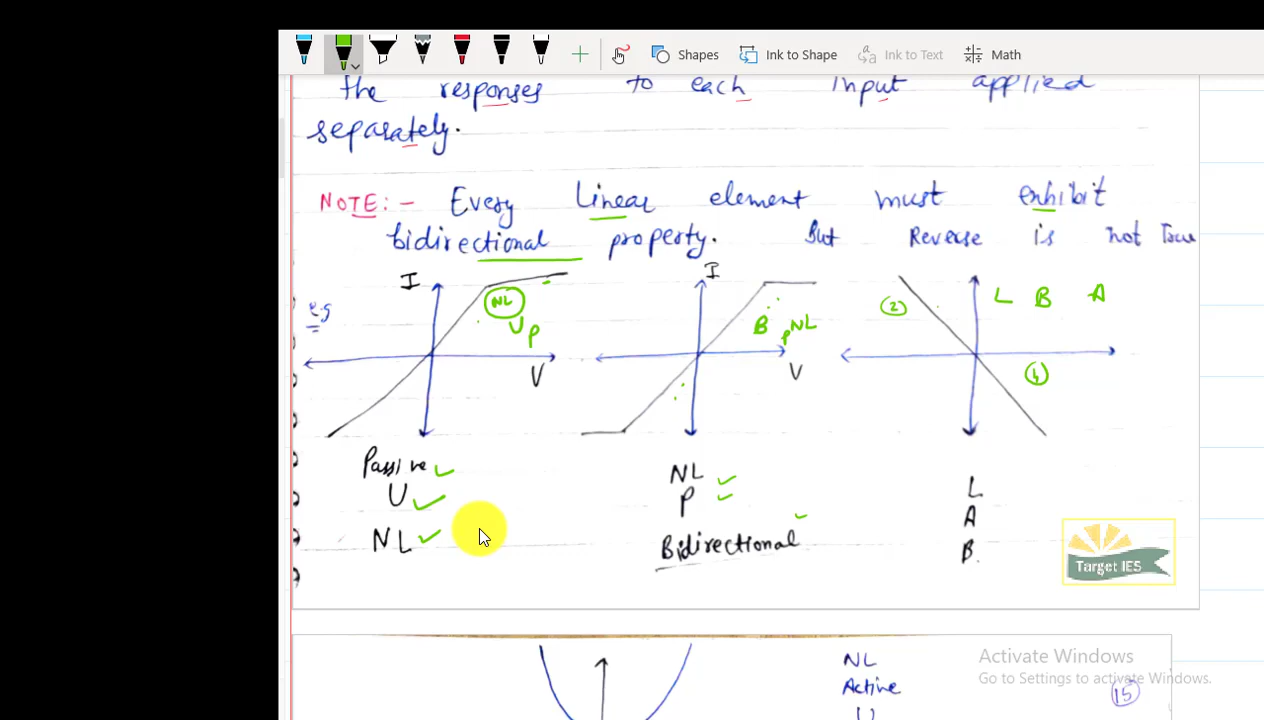 Shapes Ink to Shape Ink to Text Math
the responses to each input applied
separately.
NOTE:- Every Linear element must exhibit
bidirectional property. But Reverse is not True
I I
e.g NL ② L B A
U P B P NL
V V ④
Passive NL L
U P A
NL Bidirectional B.
Target IES
NL
Active
U
15
Activate Windows
Go to Settings to activate Windows.